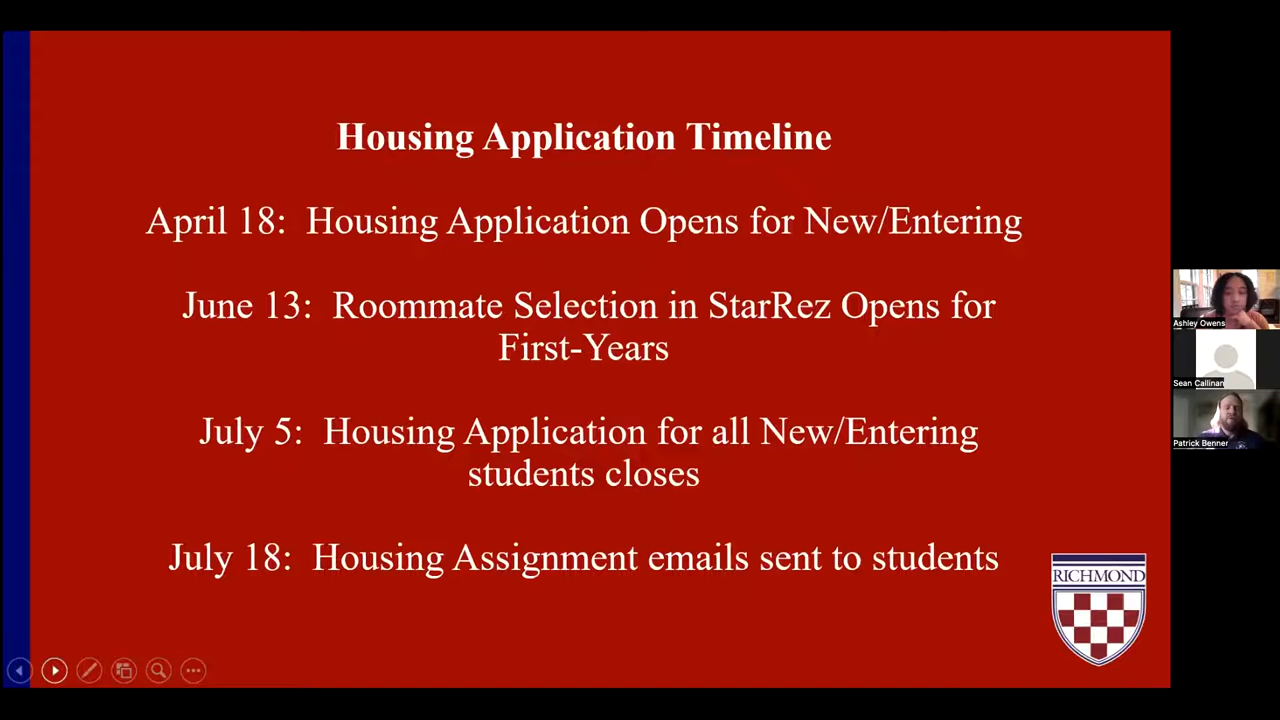 Housing Application Timeline
April 18:  Housing Application Opens for New/Entering
June 13:  Roommate Selection in StarRez Opens for
First-Years
July 5:  Housing Application for all New/Entering
students closes
July 18:  Housing Assignment emails sent to students
RICHMOND
Ashley Owens
Sean Callinan
Patrick Benner